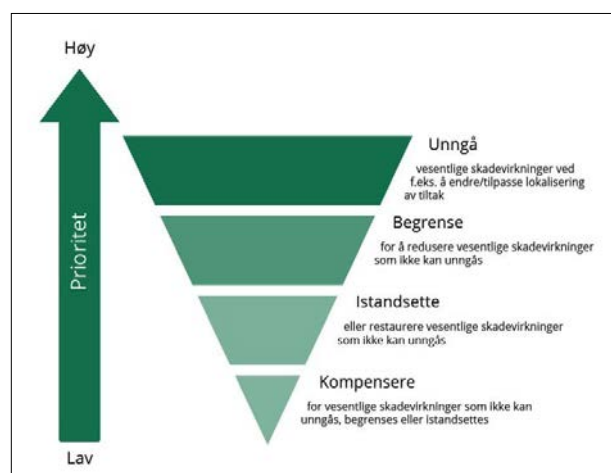 Høy
Prioritet
Unngå
vesentlige skadevirkninger ved
f.eks. å endre/tilpasse lokalisering
av tiltak
Begrense
for å redusere vesentlige skadevirkninger
som ikke kan unngås
Istandsette
eller restaurere vesentlige skadevirkninger
som ikke kan unngås
Kompensere
for vesentlige skadevirkninger som ikke kan
unngås, begrenses eller istandsettes
Lav